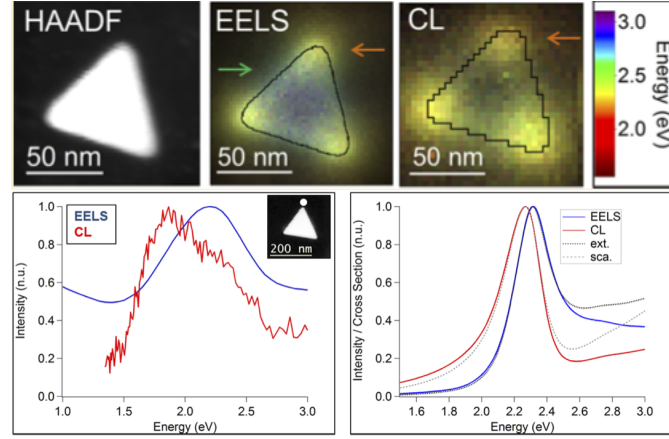 HAADF
EELS
CL
50 nm
50 nm
50 nm
3.0
2.5
2.0
Energy (eV)
EELS
CL
200 nm
Intensity (n.u.)
1.0
0.8
0.6
0.4
0.2
0.0
1.0 1.5 2.0 2.5 3.0
Energy (eV)
EELS
CL
ext.
sca.
Intensity / Cross Section (n.u.)
1.0
0.8
0.6
0.4
0.2
0.0
1.6 1.8 2.0 2.2 2.4 2.6 2.8 3.0
Energy (eV)